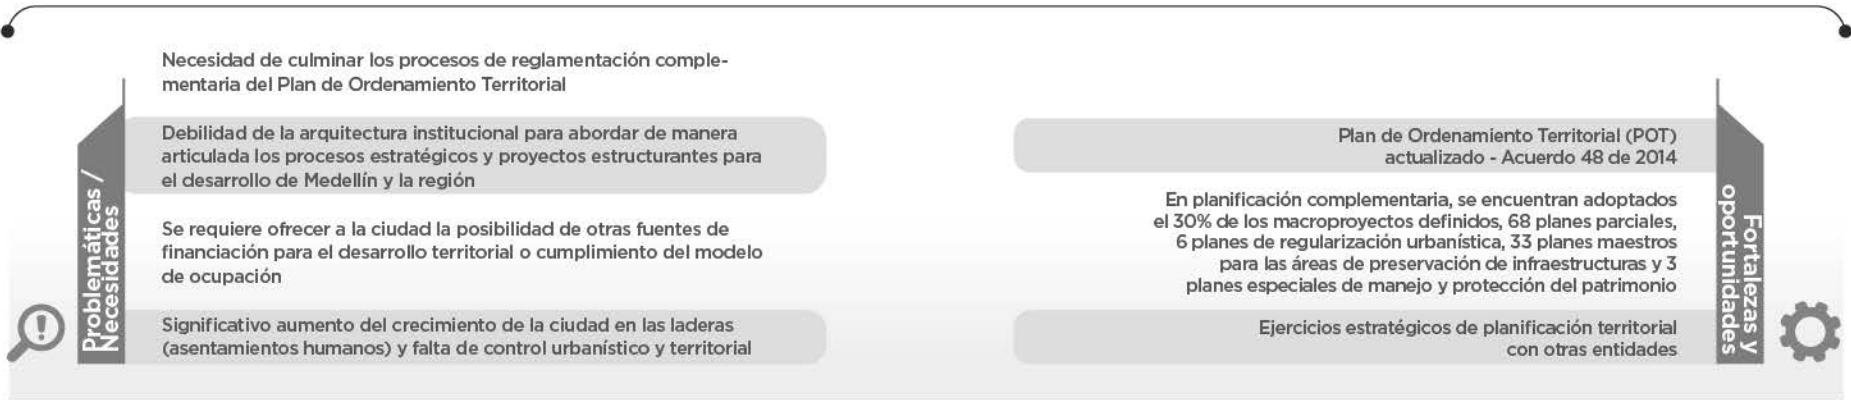 Problemáticas /
Necesidades
Necesidad de culminar los procesos de reglamentación comple-
mentaria del Plan de Ordenamiento Territorial
Debilidad de la arquitectura institucional para abordar de manera
articulada los procesos estratégicos y proyectos estructurantes para
el desarrollo de Medellín y la región
Se requiere ofrecer a la ciudad la posibilidad de otras fuentes de
financiación para el desarrollo territorial o cumplimiento del modelo
de ocupación
Significativo aumento del crecimiento de la ciudad en las laderas
(asentamientos humanos) y falta de control urbanístico y territorial
Fortalezas y
oportunidades
Plan de Ordenamiento Territorial (POT)
actualizado - Acuerdo 48 de 2014
En planificación complementaria, se encuentran adoptados
el 30% de los macroproyectos definidos, 68 planes parciales,
6 planes de regularización urbanística, 33 planes maestros
para las áreas de preservación de infraestructuras y 3
planes especiales de manejo y protección del patrimonio
Ejercicios estratégicos de planificación territorial
con otras entidades